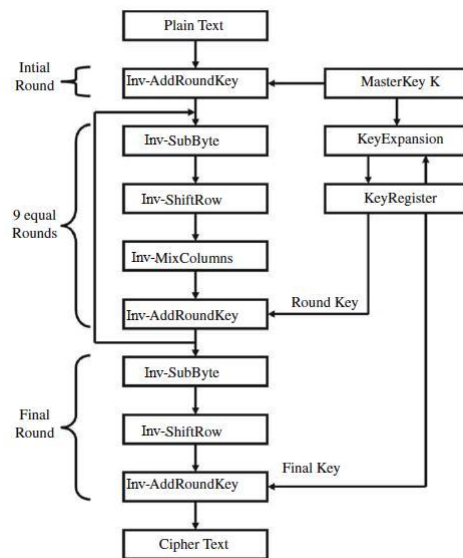 Plain Text
Intial
Round
Inv-AddRoundKey
MasterKey K
Inv-SubByte
KeyExpansion
Inv-ShiftRow
KeyRegister
9 equal
Rounds
Inv-MixColumns
Round Key
Inv-AddRoundKey
Inv-SubByte
Final
Round
Inv-ShiftRow
Final Key
Inv-AddRoundKey
Cipher Text